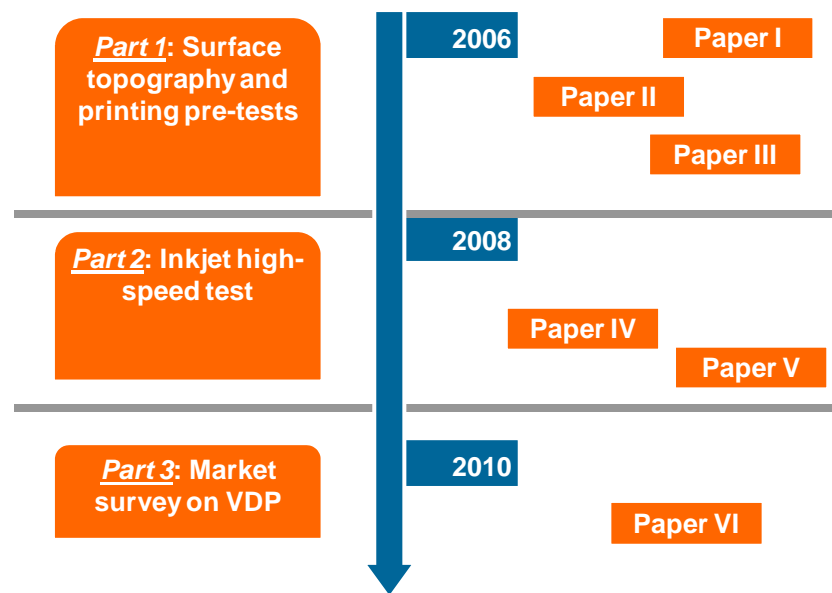 Part 1: Surface
topography and
printing pre-tests
2006
Paper I
Paper II
Paper III
Part 2: Inkjet high-
speed test
2008
Paper IV
Paper V
Part 3: Market
survey on VDP
2010
Paper VI